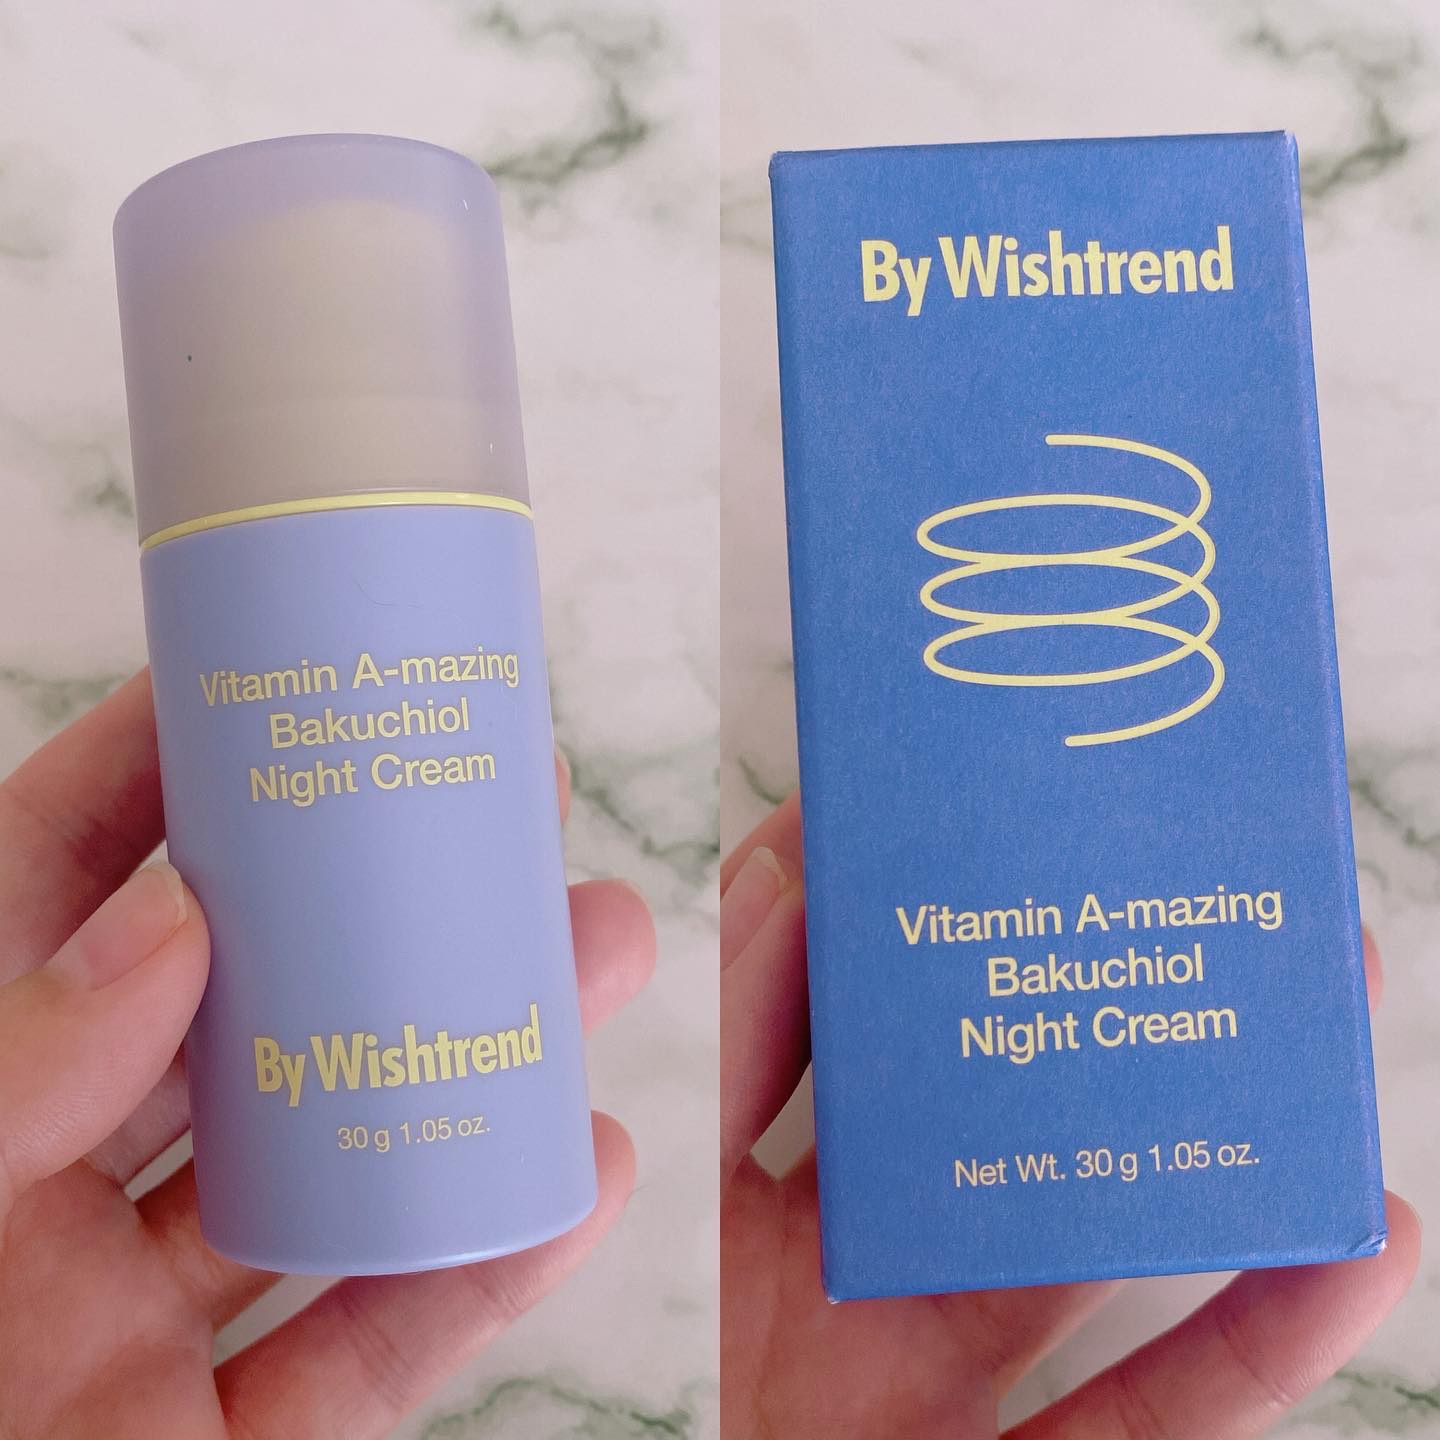 Vitamin A-mazing
Bakuchiol
Night Cream
By Wishtrend
30 g 1.05 oz.
By Wishtrend
Vitamin A-mazing
Bakuchiol
Night Cream
Net Wt. 30 g 1.05 oz.